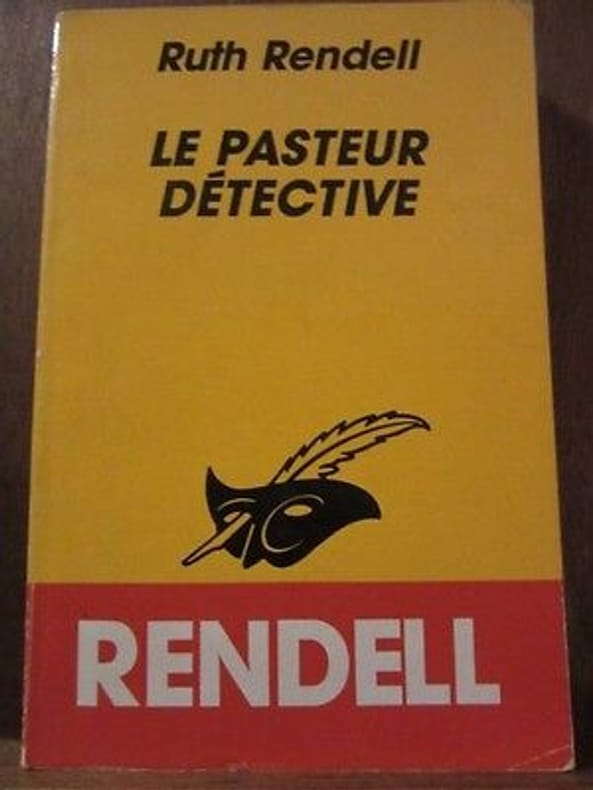 Ruth Rendell
LE PASTEUR
DÉTECTIVE
RENDELL